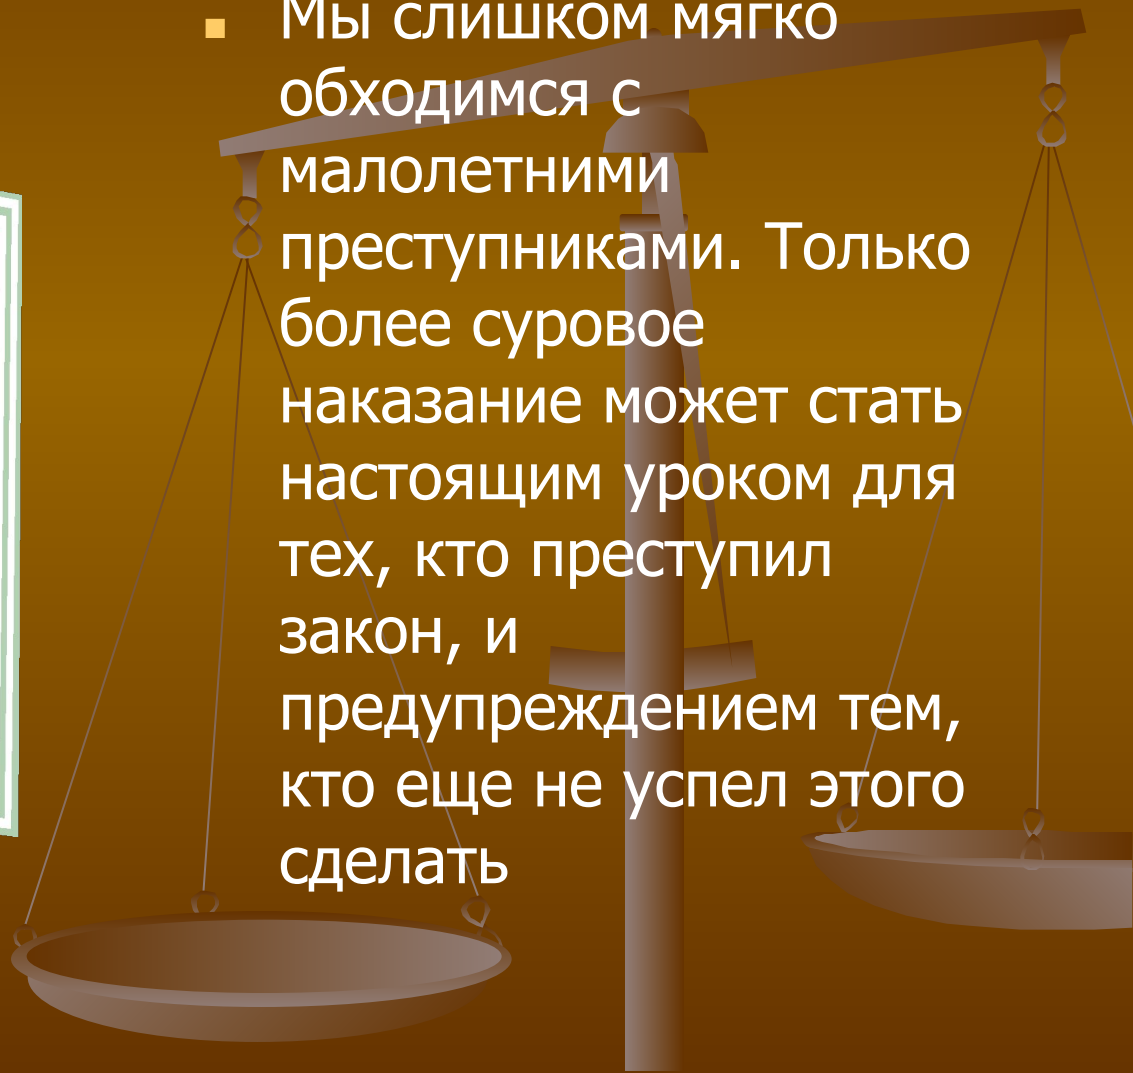 Мы слишком мягко
обходимся с
малолетними
преступниками. Только
более суровое
наказание может стать
настоящим уроком для
тех, кто преступил
закон, и
предупреждением тем,
кто еще не успел этого
сделать